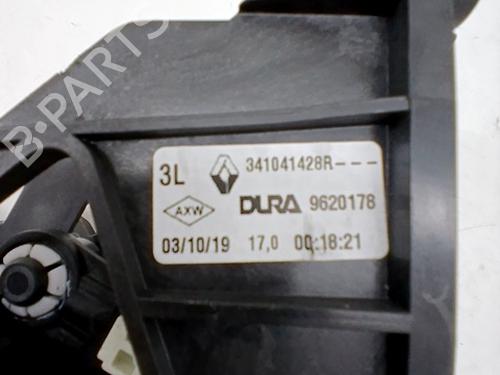 B-PARTS
3L 341041428R---
AXW DURA 9620178
03/10/19 17,0 00:18:21